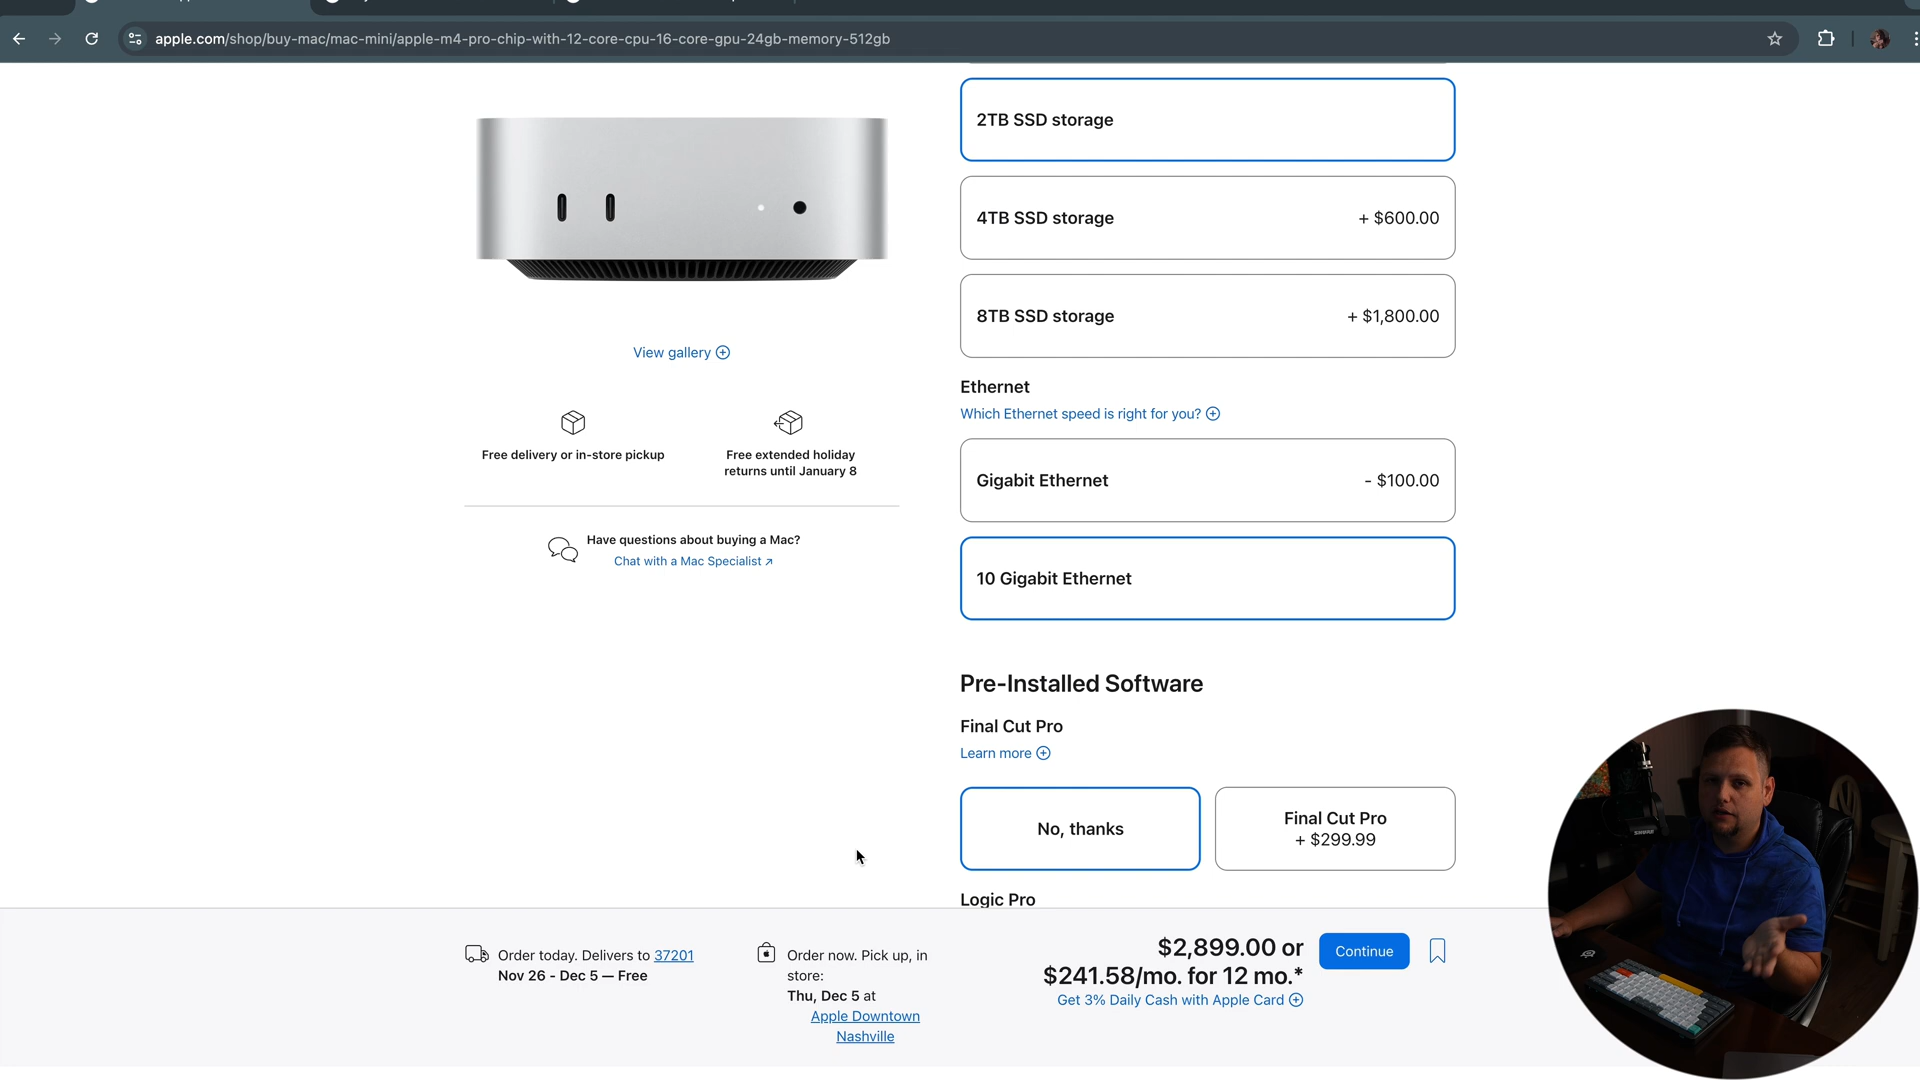 apple.com/shop/buy-mac/mac-mini/apple-m4-pro-chip-with-12-core-cpu-16-core-gpu-24gb-memory-512gb
2TB SSD storage
4TB SSD storage
+ $600.00
8TB SSD storage
+ $1,800.00
View gallery
Free delivery or in-store pickup
Free extended holiday
returns until January 8
Have questions about buying a Mac?
Chat with a Mac Specialist
Ethernet
Which Ethernet speed is right for you?
Gigabit Ethernet
- $100.00
10 Gigabit Ethernet
Pre-Installed Software
Final Cut Pro
Learn more
No, thanks
Final Cut Pro
+ $299.99
Logic Pro
Order today. Delivers to 37201
Nov 26 - Dec 5 — Free
Order now. Pick up, in
store:
Thu, Dec 5 at
Apple Downtown
Nashville
$2,899.00 or
$241.58/mo. for 12 mo.*
Get 3% Daily Cash with Apple Card
Continue
SHURE